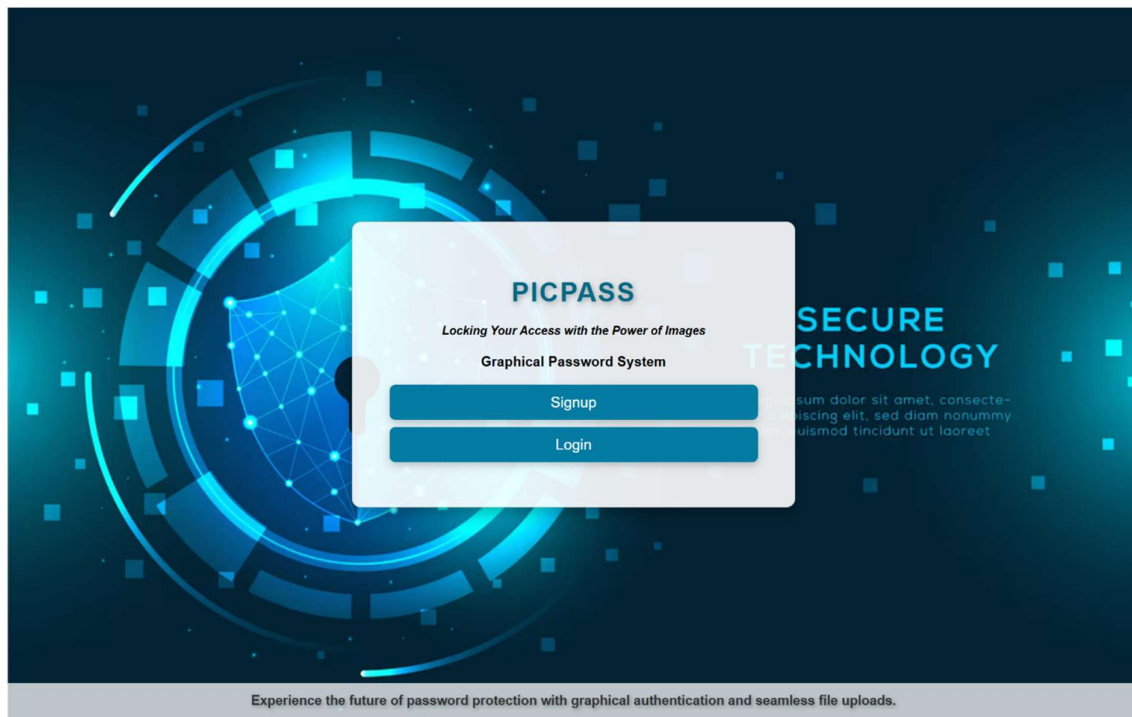 PICPASS
Locking Your Access with the Power of Images
Graphical Password System
Signup
Login
SECURE
TECHNOLOGY
dolor sit amet, consecte-
elit, sed diam nonummy
tincidunt ut laoreet
Experience the future of password protection with graphical authentication and seamless file uploads.